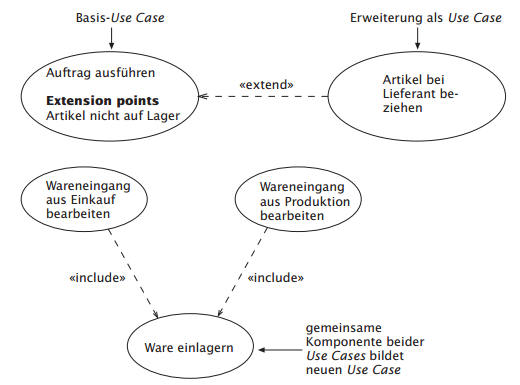 Basis-Use Case
Erweiterung als Use Case
Auftrag ausführen
Extension points
Artikel nicht auf Lager
«extend»
Artikel bei
Lieferant be-
ziehen
Wareneingang
aus Einkauf
bearbeiten
Wareneingang
aus Produktion
bearbeiten
«include»
«include»
Ware einlagern
gemeinsame
Komponente beider
Use Cases bildet
neuen Use Case